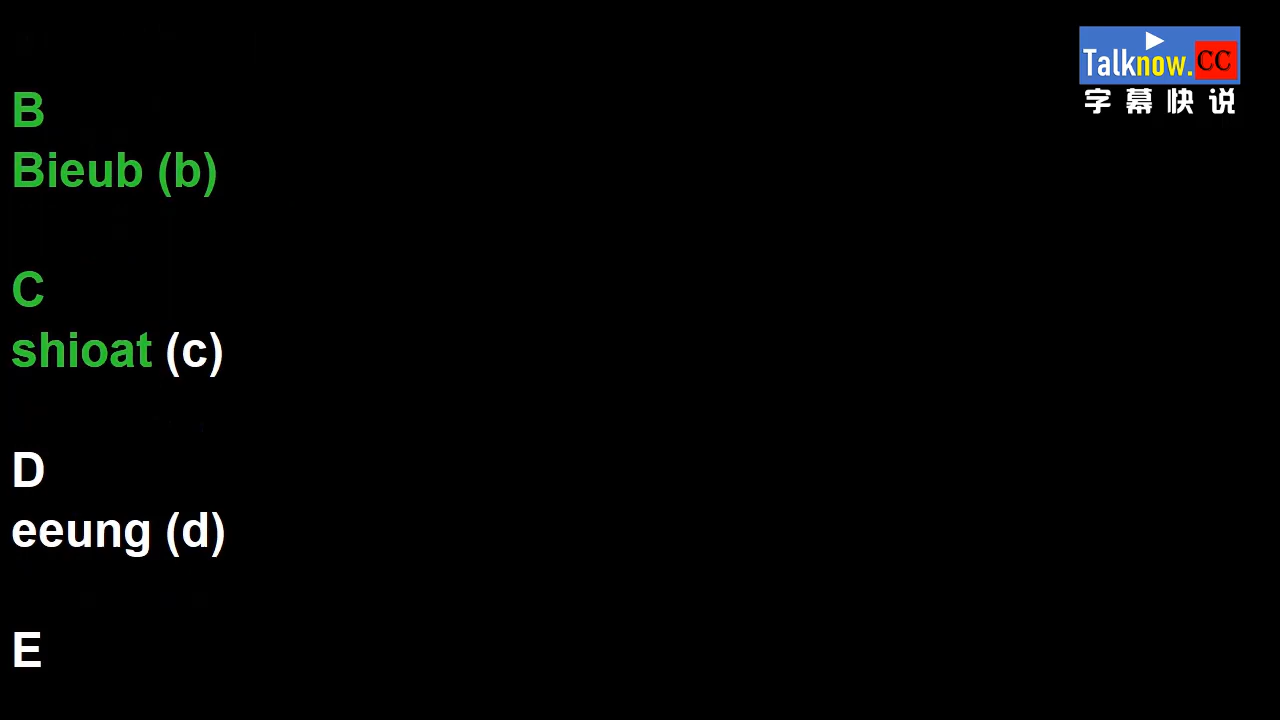 Talknow.CC
字幕快说
B
Bieub (b)
C
shioat (c)
D
eeung (d)
E